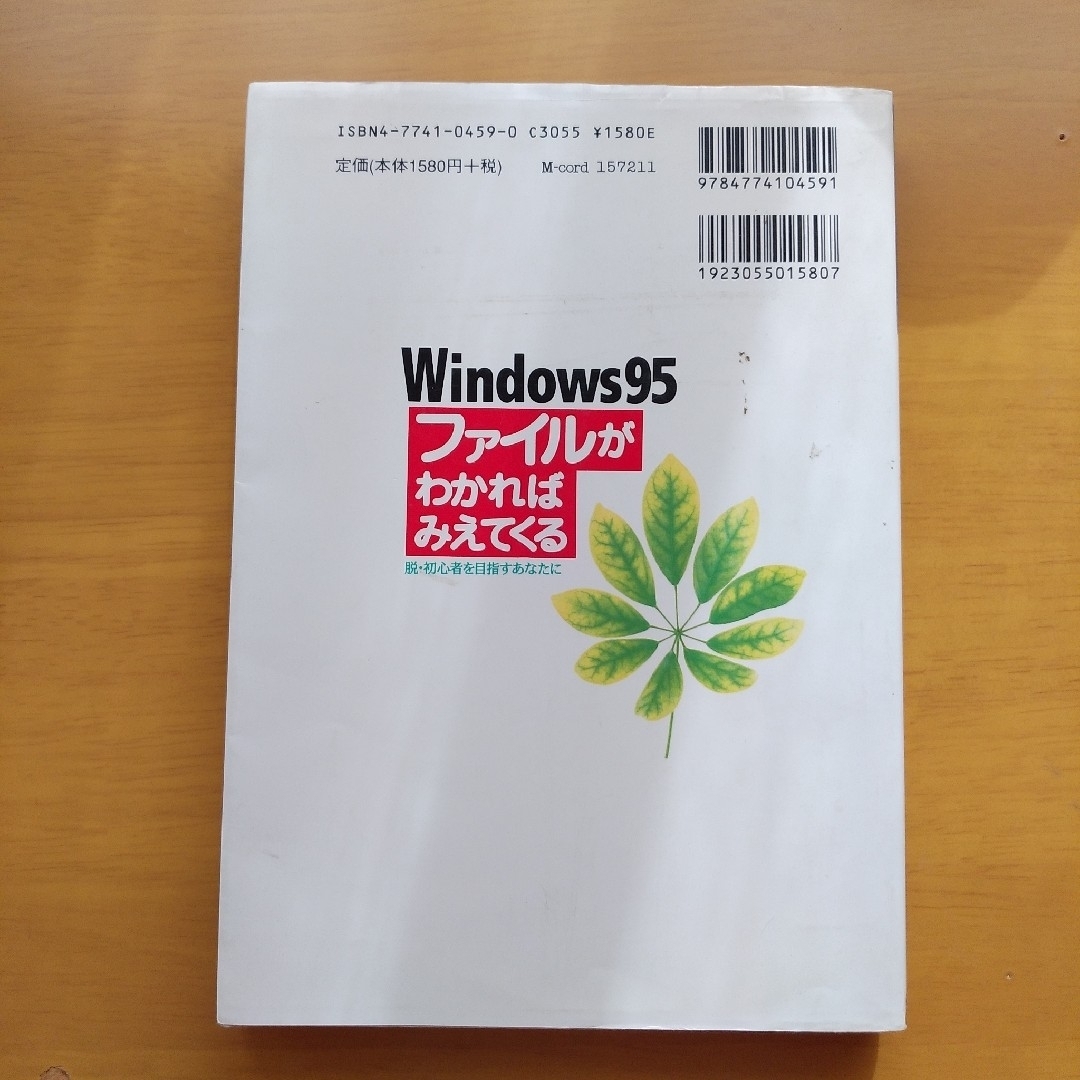 ISBN4-7741-0459-0 C3055 ¥1580E
定価(本体1580円+税) M-cord 157211
9784774104591
1923055015807
Windows95
ファイルが
わかれば
みえてくる
脱・初心者を目指すあなたに